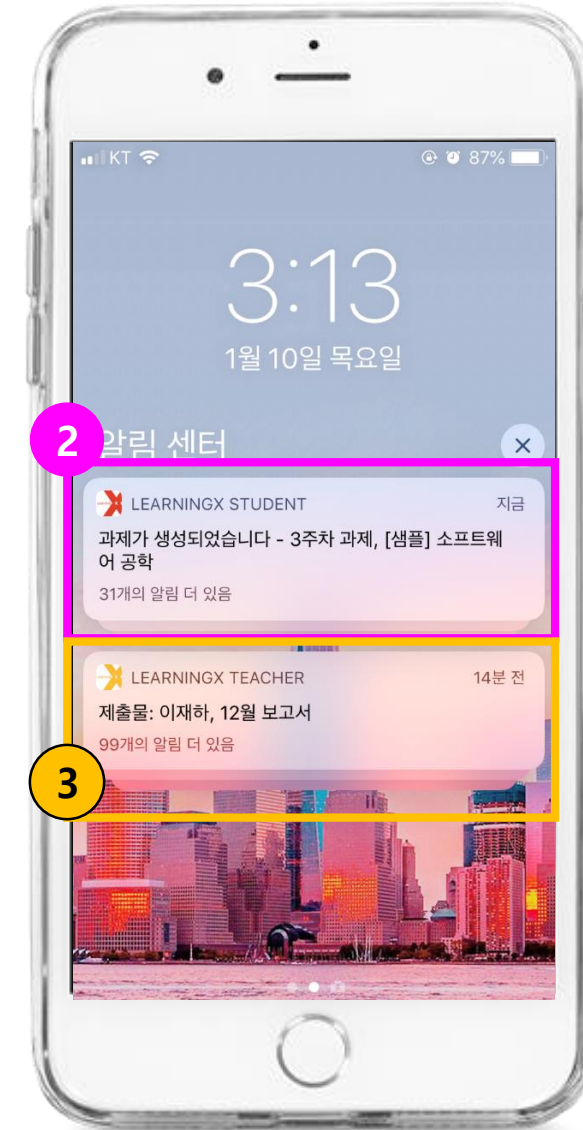 KT 87%
3:13
1월 10일 목요일
2 알림 센터
LEARNINGX STUDENT 지금
과제가 생성되었습니다 - 3주차 과제, [샘플] 소프트웨
어 공학
31개의 알림 더 있음
LEARNINGX TEACHER 14분 전
제출물: 이재하, 12월 보고서
99개의 알림 더 있음
3